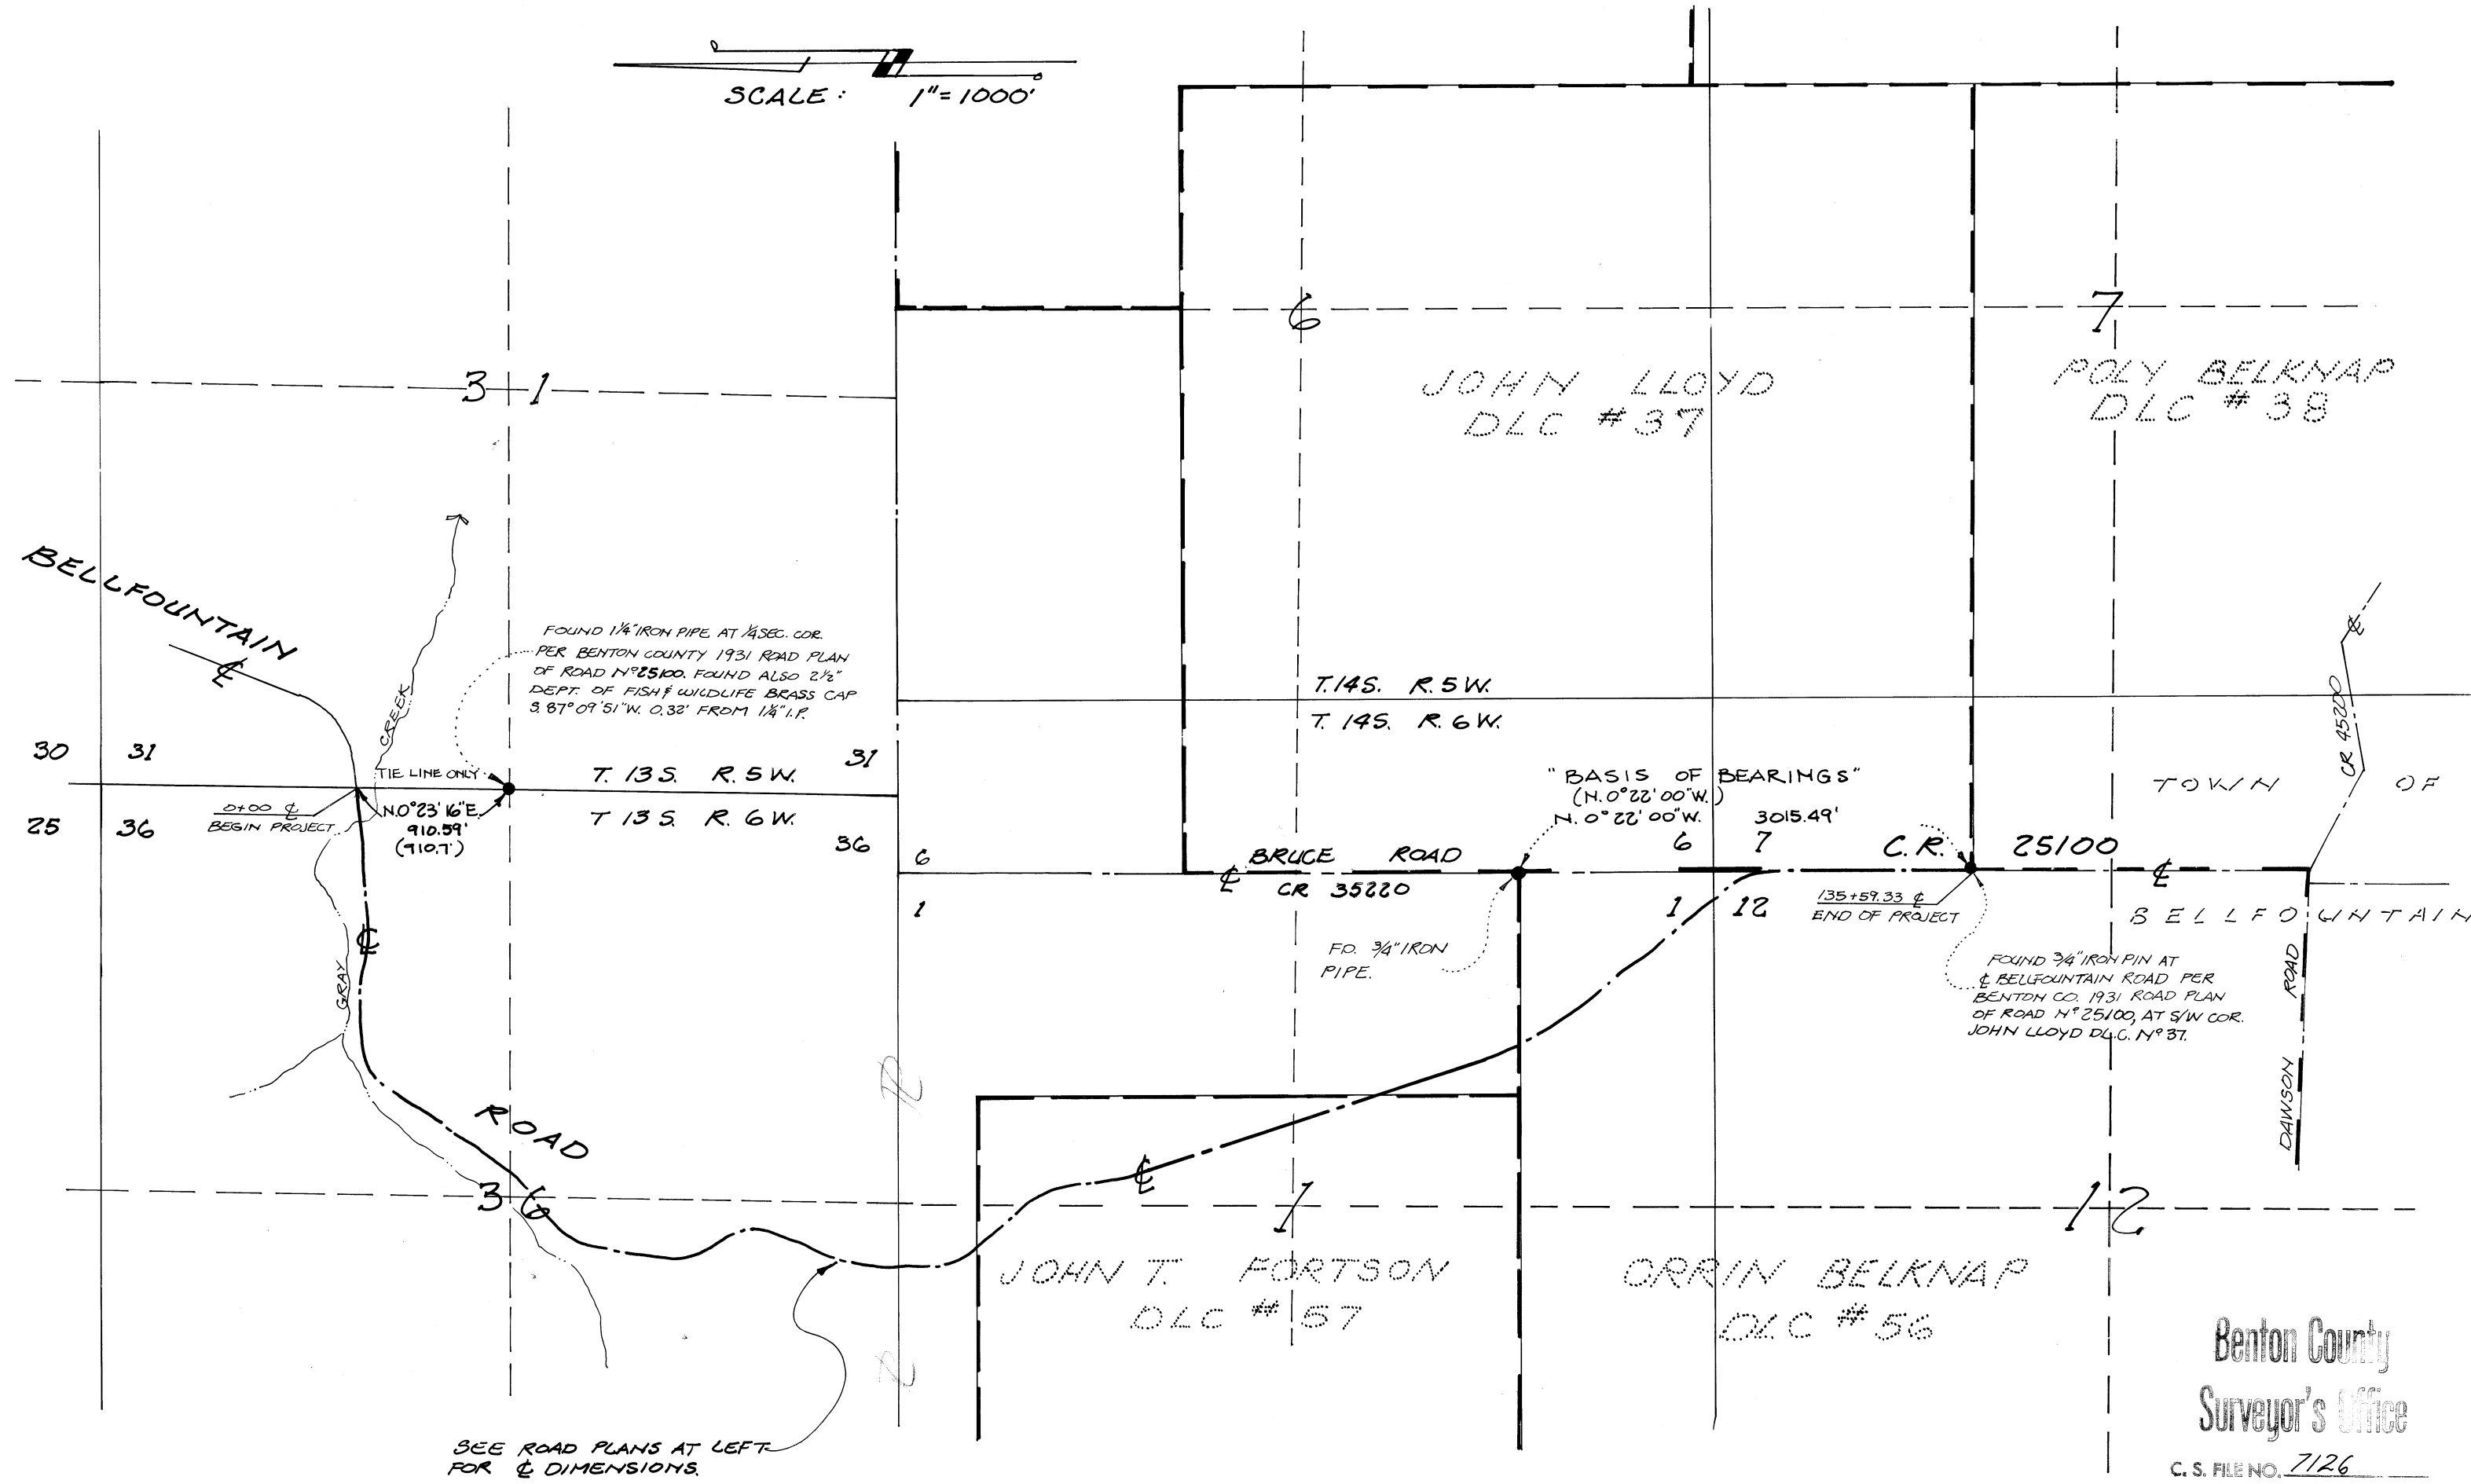 SCALE: 1"=1000'
6
7
JOHN LLOYD
DLC #37
POLY BELKNAP
DLC #38
31
BELLFOUNTAIN
℄
CREEK
FOUND 1¼" IRON PIPE AT ¼ SEC. COR.
PER BENTON COUNTY 1931 ROAD PLAN
OF ROAD Nº 25100. FOUND ALSO 2½"
DEPT. OF FISH & WILDLIFE BRASS CAP
S.87°09'51"W. 0.32' FROM 1¼" I.P.
30 31
TIE LINE ONLY
T. 13 S. R. 5 W.
31
25 36
0+00 ℄
BEGIN PROJECT
N.0°23'16"E.
910.59'
(910.7')
T 13 S. R. 6 W.
36
T.14S. R.5W.
T. 14S. R.6W.
"BASIS OF BEARINGS"
(N.0°22'00"W.)
N.0°22'00"W. 3015.49'
6
1
BRUCE ROAD
℄
CR 35220
6 7
1 12
C.R. 25100
℄
135+59.33 ℄
END OF PROJECT
CR 45200
℄
TOWN OF
BELLFOUNTAIN
FD. ¾" IRON
PIPE.
FOUND ¾" IRON PIN AT
℄ BELLFOUNTAIN ROAD PER
BENTON CO. 1931 ROAD PLAN
OF ROAD Nº 25100, AT S/W COR.
JOHN LLOYD D.L.C. Nº 37.
DAWSON ROAD
℄
GRAY
ROAD
36
℄
1
12
JOHN T. FORTSON
DLC #57
ORRIN BELKNAP
DLC #56
SEE ROAD PLANS AT LEFT
FOR ℄ DIMENSIONS.
Benton County
Surveyor's Office
C. S. FILE NO. 7126